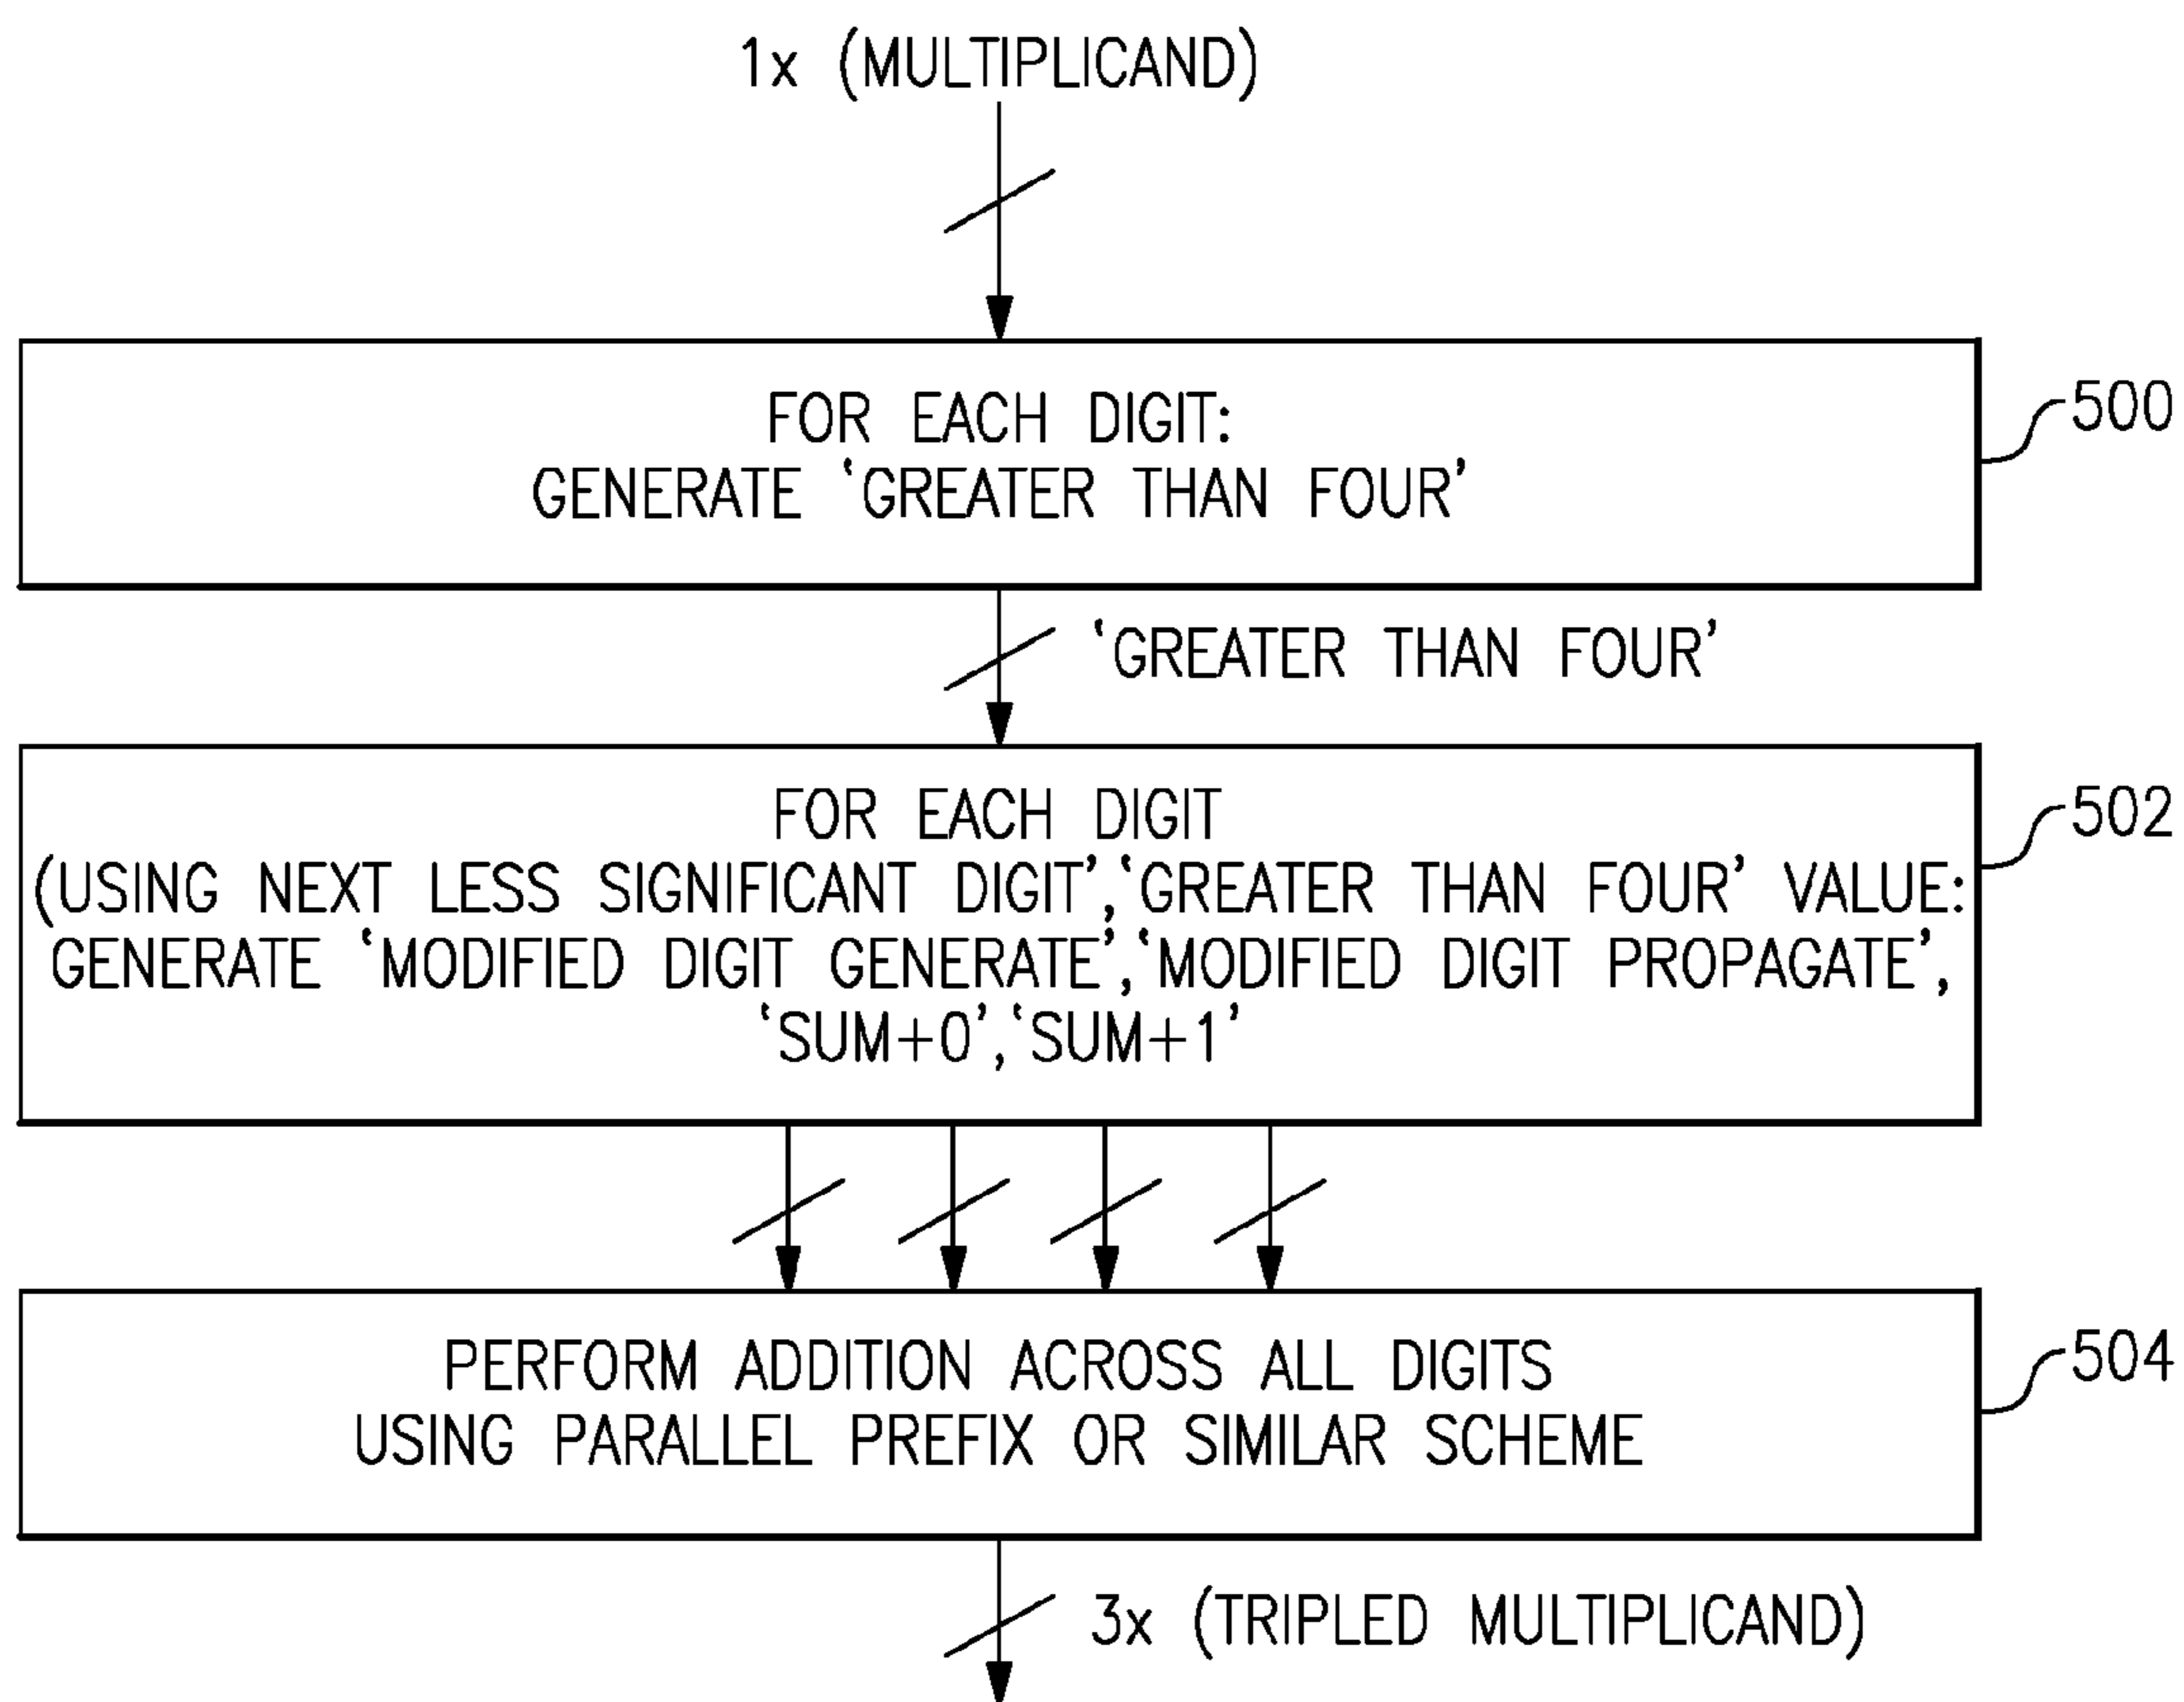 1x (MULTIPLICAND)
FOR EACH DIGIT:
GENERATE ‘GREATER THAN FOUR’
500
‘GREATER THAN FOUR’
FOR EACH DIGIT
(USING NEXT LESS SIGNIFICANT DIGIT’,‘GREATER THAN FOUR’ VALUE:
GENERATE ‘MODIFIED DIGIT GENERATE’,‘MODIFIED DIGIT PROPAGATE’,
‘SUM+0’,‘SUM+1’
502
PERFORM ADDITION ACROSS ALL DIGITS
USING PARALLEL PREFIX OR SIMILAR SCHEME
504
3x (TRIPLED MULTIPLICAND)